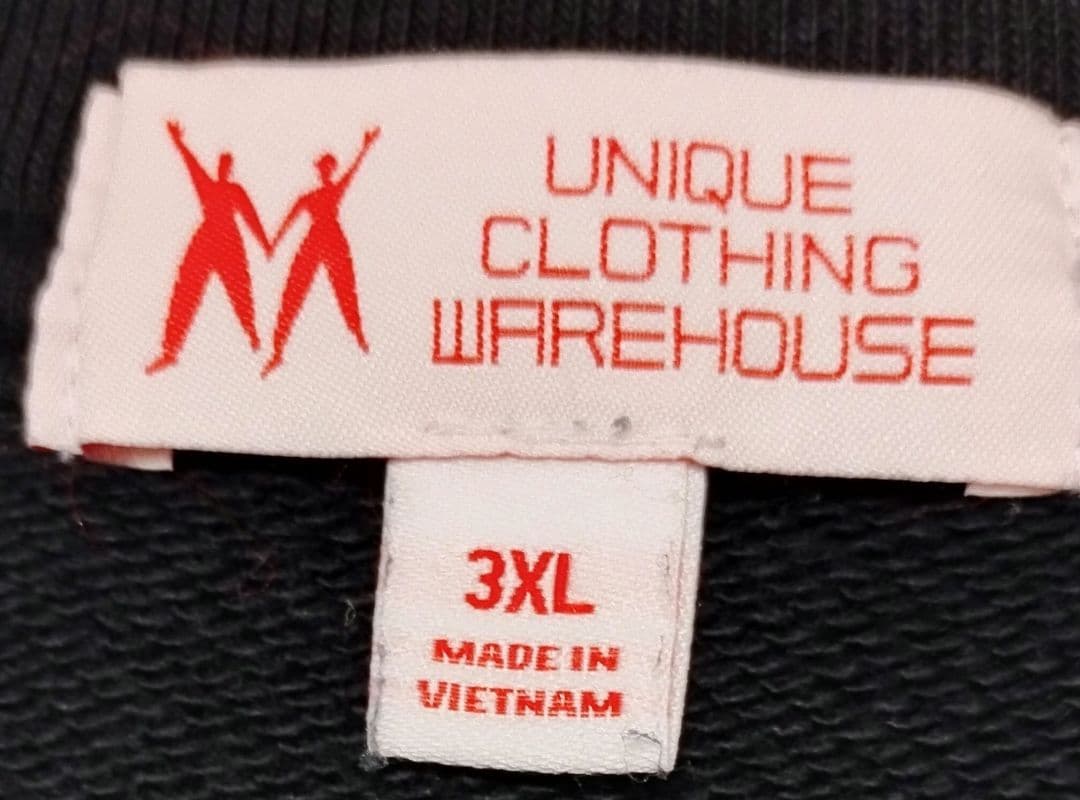 UNIQUE
CLOTHING
WAREHOUSE
3XL
MADE IN
VIETNAM